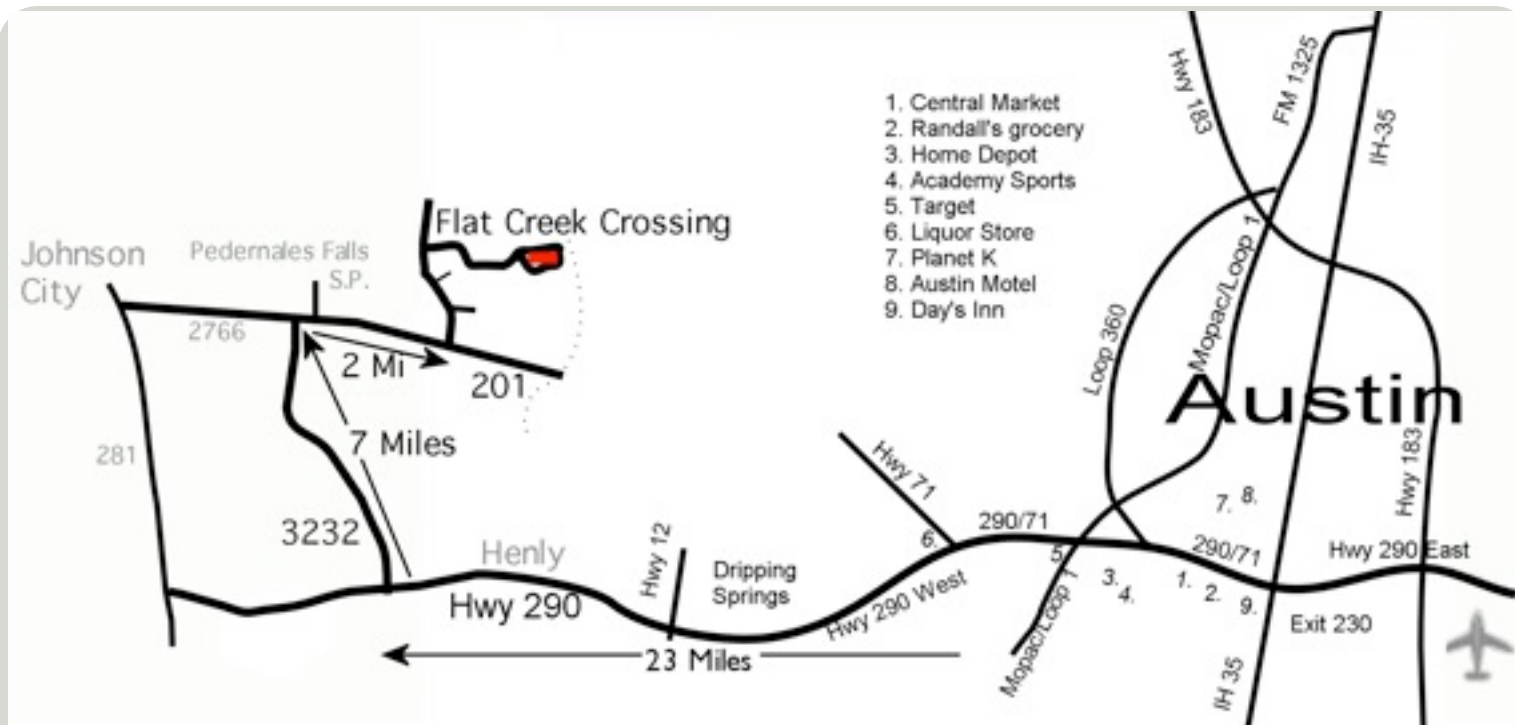 Hwy 183
FM 1325
IH-35
1. Central Market
2. Randall's grocery
3. Home Depot
4. Academy Sports
5. Target
6. Liquor Store
7. Planet K
8. Austin Motel
9. Day's Inn
Flat Creek Crossing
Johnson
City
Pedernales Falls
S.P.
2766
2 Mi
201
7 Miles
281
3232
Henly
Hwy 290
Hwy 12
Dripping
Springs
23 Miles
Hwy 71
6.
290/71
Hwy 290 West
Loop 360
Mopac/Loop 1
Austin
Hwy 183
7. 8.
5.
290/71
Hwy 290 East
3.
4.
1.
2.
9.
Exit 230
Mopac/Loop 1
IH 35